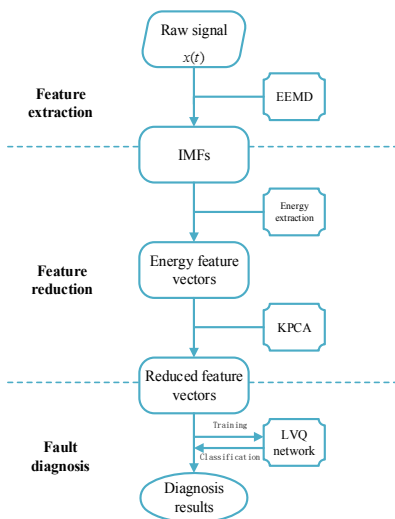 Raw signal
x(t)
Feature
extraction
EEMD
IMFs
Energy
extraction
Feature
reduction
Energy feature
vectors
KPCA
Reduced feature
vectors
Training
LVQ
network
Classification
Fault
diagnosis
Diagnosis
results